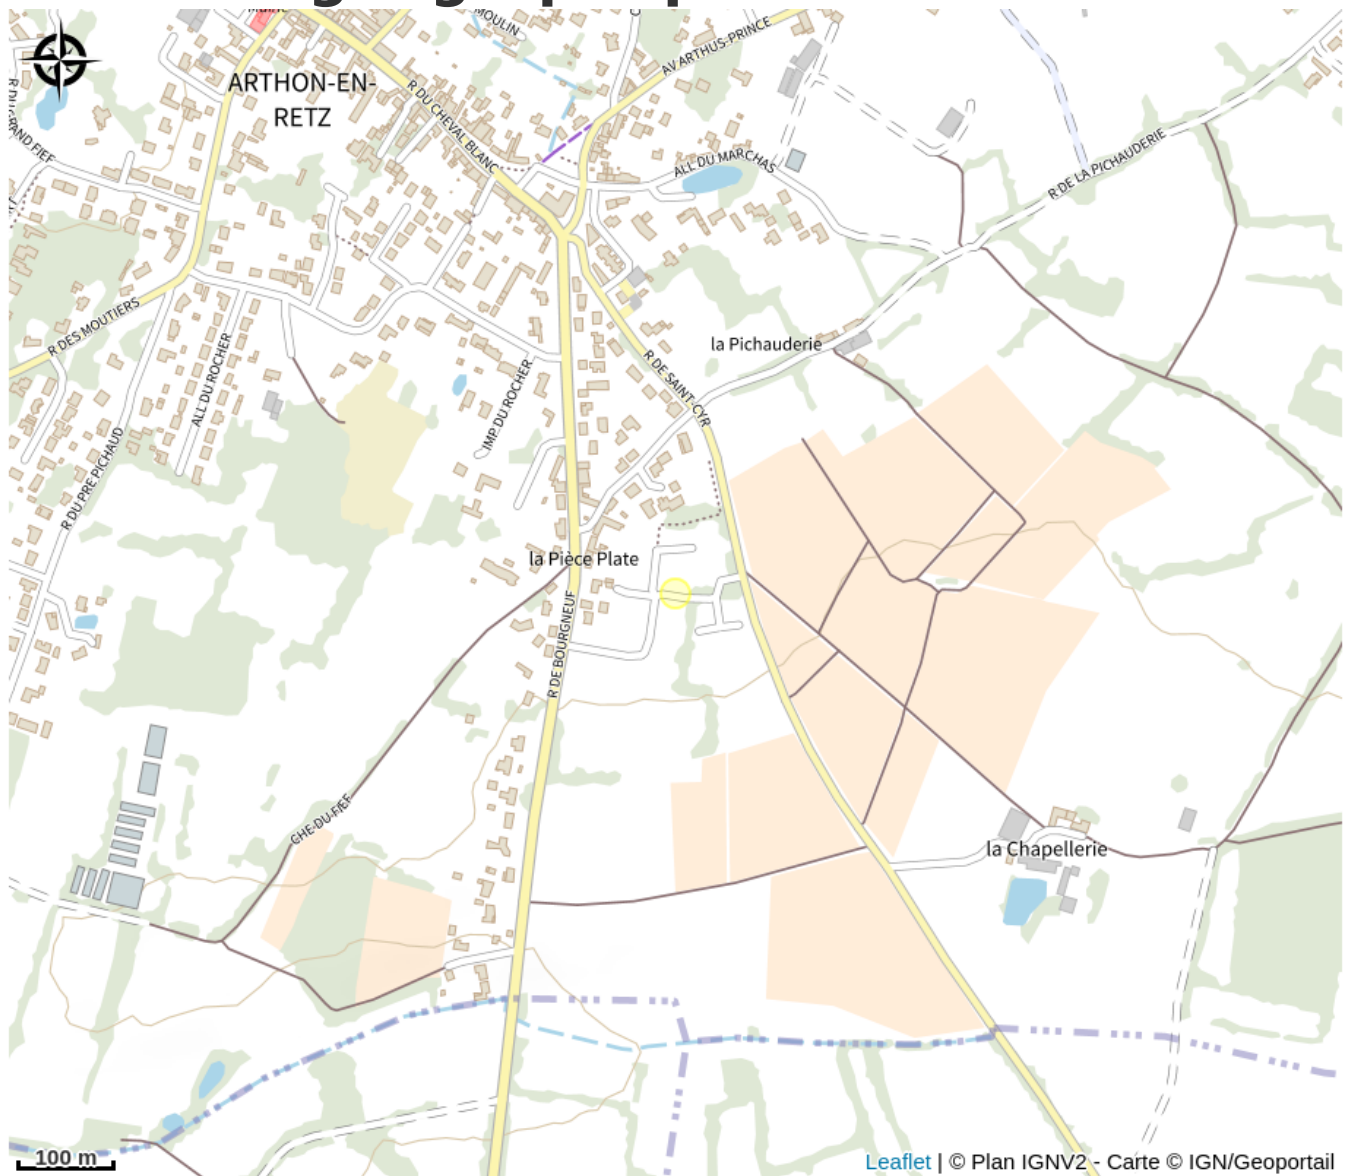 MOULIN
AV ARTHUS-PRINCE
ARTHON-EN-
RETZ
R DU CHEVAL BLANC
ALL DU MARCHAS
R DE LA PICHAUDERIE
R DES MOUTIERS
ALL DU ROCHER
IMP DU ROCHER
R DE SAINT-CYR
la Pichauderie
R DU PRE PICHAUD
la Pièce Plate
R DE BOURGNEUF
CHE DU FIEF
la Chapellerie
100 m
Leaflet | © Plan IGNV2 - Carte © IGN/Geoportail